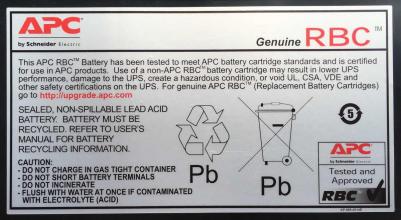 APC
by Schneider Electric
Genuine RBC™
This APC RBC™ Battery has been tested to meet APC battery cartridge standards and is certified
for use in APC products. Use of a non-APC RBC™ battery cartridge may result in lower UPS
performance, damage to the UPS, create a hazardous condition, or void UL, CSA, VDE and
other safety certifications on the UPS. For genuine APC RBC™ (Replacement Battery Cartridges)
go to http://upgrade.apc.com
SEALED, NON-SPILLABLE LEAD ACID
BATTERY. BATTERY MUST BE
RECYCLED. REFER TO USER'S
MANUAL FOR BATTERY
RECYCLING INFORMATION.
CAUTION:
- DO NOT CHARGE IN GAS TIGHT CONTAINER
- DO NOT SHORT BATTERY TERMINALS
- DO NOT INCINERATE
- FLUSH WITH WATER AT ONCE IF CONTAMINATED
WITH ELECTROLYTE (ACID)
Pb
Pb
5
APC
by Schneider Electric
Tested and
Approved
RBC